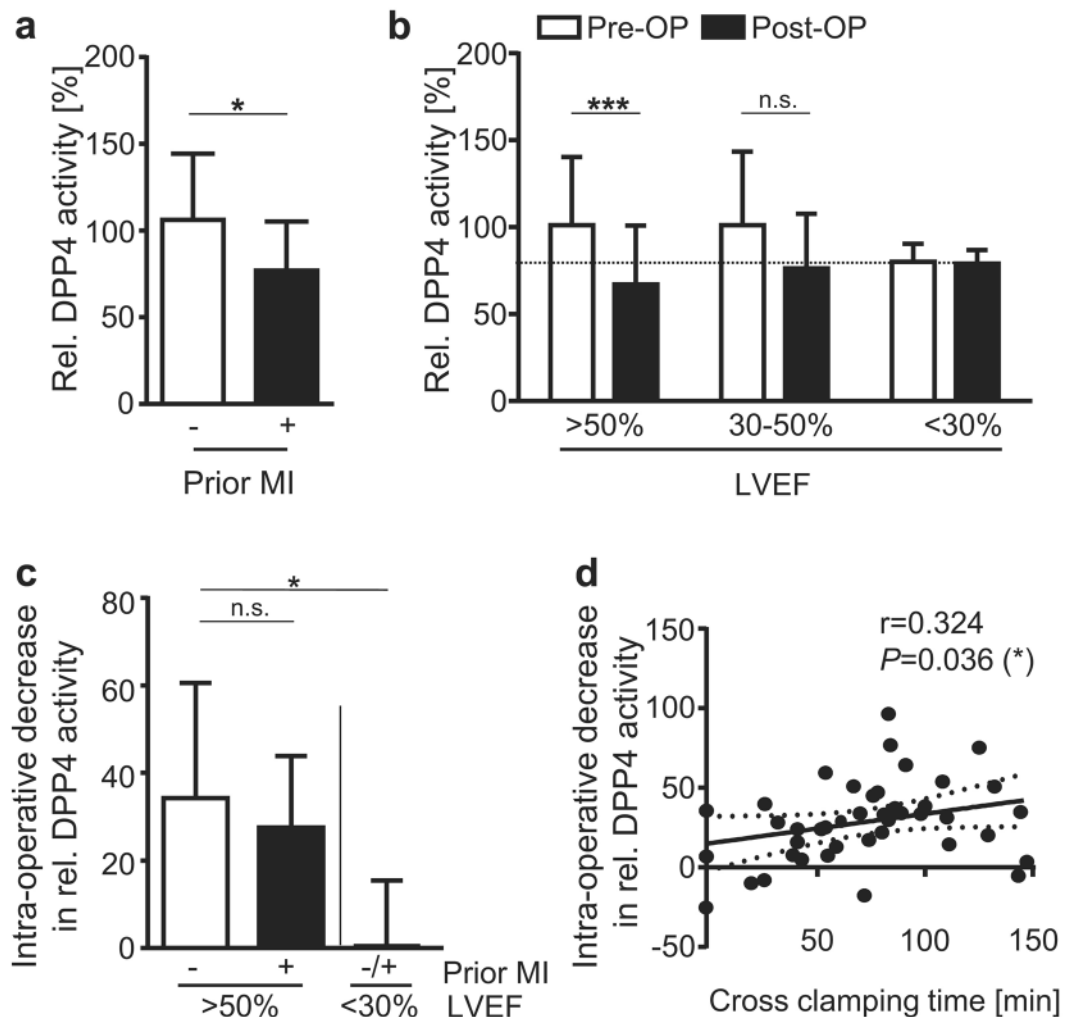 a
Rel. DPP4 activity [%]
200
150
100
50
0
*
- +
Prior MI
b
Pre-OP Post-OP
Rel. DPP4 activity [%]
200
150
100
50
0
*** n.s.
>50% 30-50% <30%
LVEF
c
Intra-operative decrease
in rel. DPP4 activity
80
60
40
20
0
*
n.s.
- + -/+ Prior MI
>50% <30% LVEF
d
Intra-operative decrease
in rel. DPP4 activity
150
100
50
0
-50
r=0.324
P=0.036 (*)
50 100 150
Cross clamping time [min]